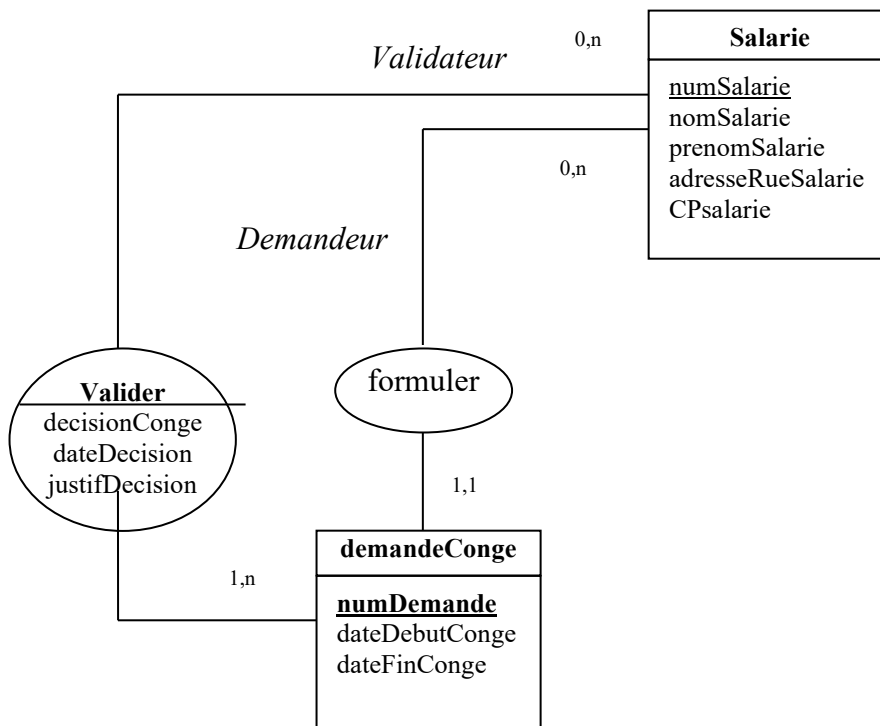 0,n
Salarie
Validateur
numSalarie
nomSalarie
prenomSalarie
adresseRueSalarie
CPsalarie
0,n
Demandeur
formuler
Valider
decisionConge
dateDecision
justifDecision
1,1
demandeConge
1,n
numDemande
dateDebutConge
dateFinConge